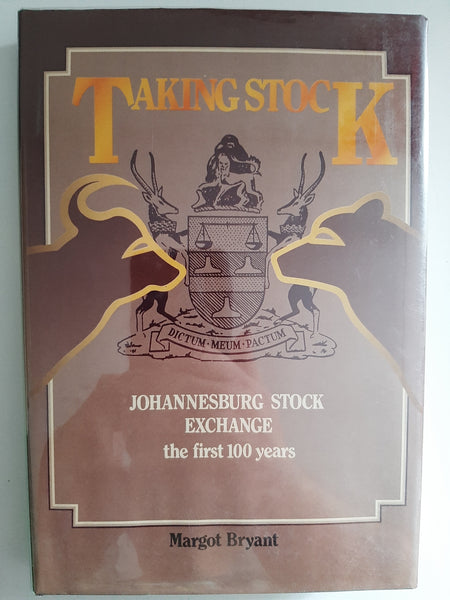 TAKING STOCK
DICTUM · MEUM · PACTUM
JOHANNESBURG STOCK
EXCHANGE
the first 100 years
Margot Bryant